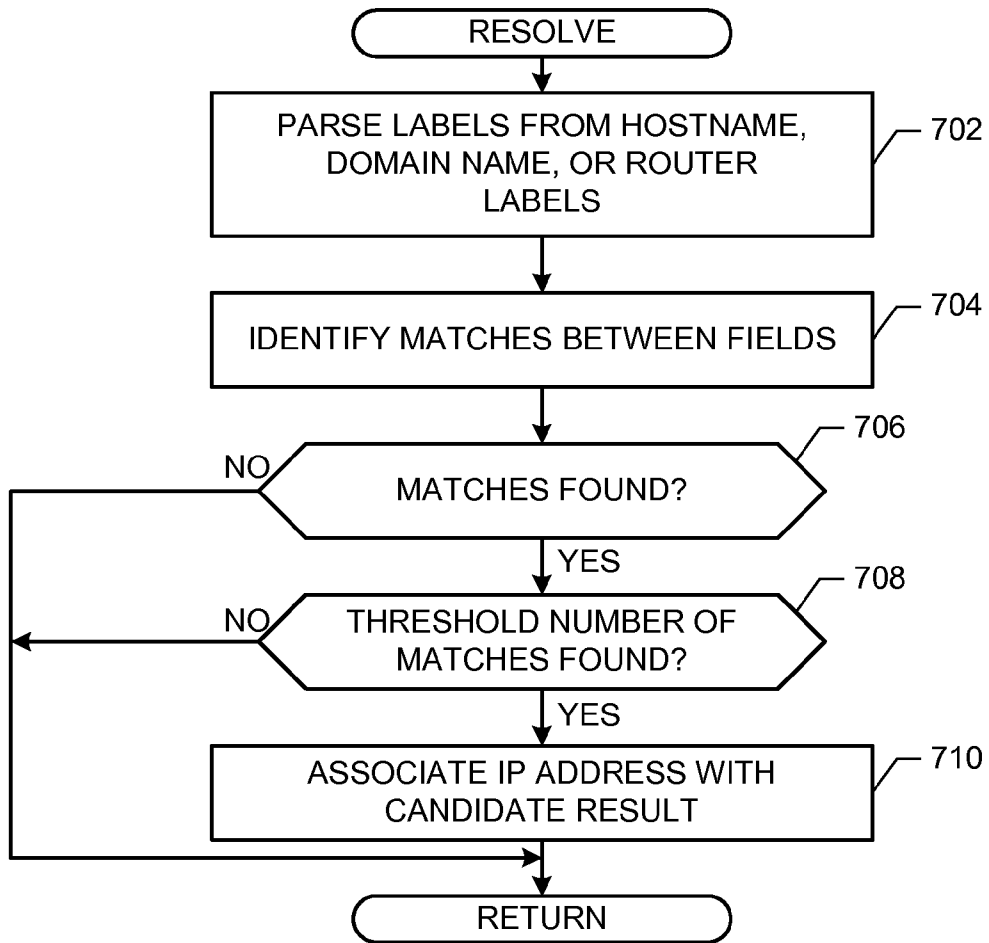 RESOLVE
PARSE LABELS FROM HOSTNAME,
DOMAIN NAME, OR ROUTER
LABELS
702
IDENTIFY MATCHES BETWEEN FIELDS
704
706
NO
MATCHES FOUND?
YES
708
NO
THRESHOLD NUMBER OF
MATCHES FOUND?
YES
ASSOCIATE IP ADDRESS WITH
CANDIDATE RESULT
710
RETURN